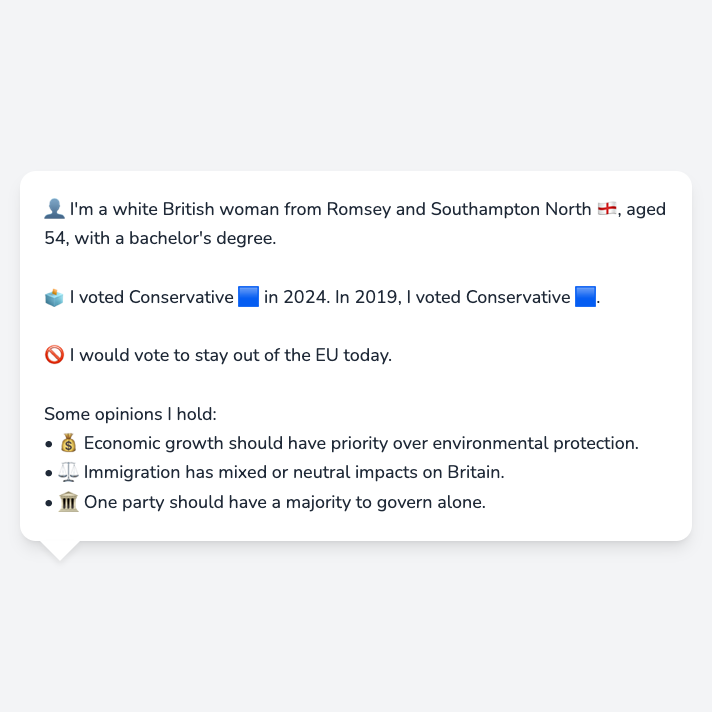 👤 I'm a white British woman from Romsey and Southampton North 🏴󠁧󠁢󠁥󠁮󠁧󠁿, aged
54, with a bachelor's degree.
🗳️ I voted Conservative 🟦 in 2024. In 2019, I voted Conservative 🟦.
🚫 I would vote to stay out of the EU today.
Some opinions I hold:
• 💰 Economic growth should have priority over environmental protection.
• ⚖️ Immigration has mixed or neutral impacts on Britain.
• 🏛️ One party should have a majority to govern alone.